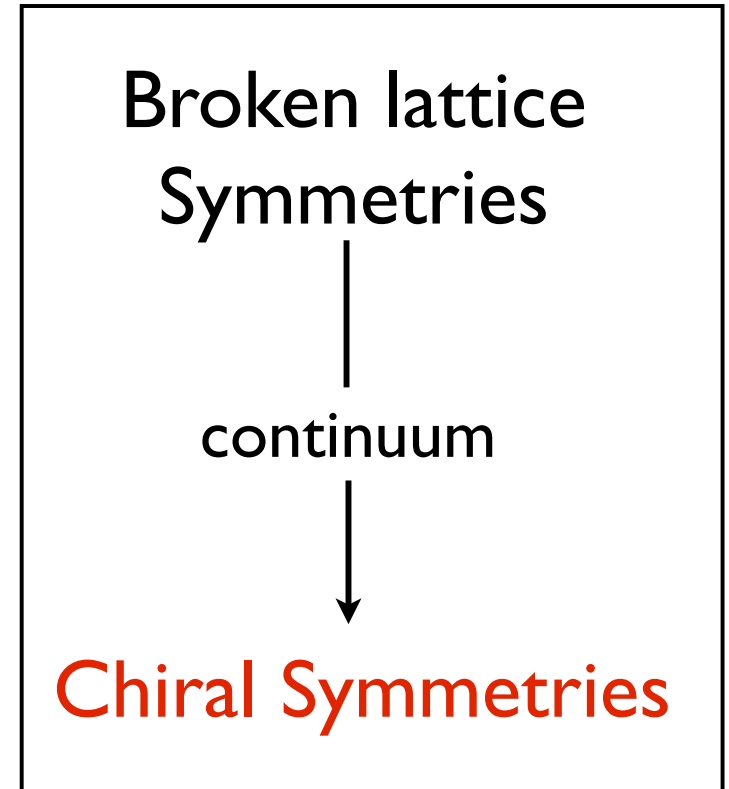 Broken lattice
Symmetries
continuum
Chiral Symmetries